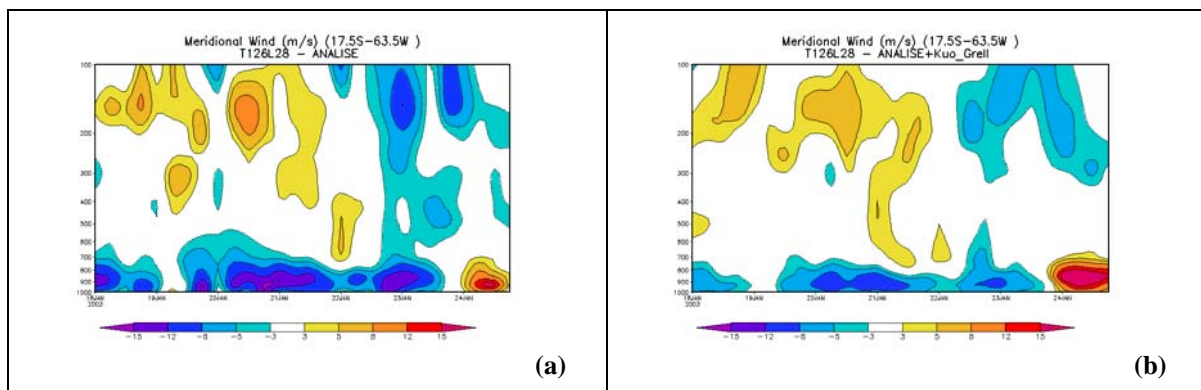 Meridional Wind (m/s) (17.5S-63.5W )
T126L28 - ANALISE
100
200
300
400
500
600
700
800
900
1000
18JAN
2003
19JAN
20JAN
21JAN
22JAN
23JAN
24JAN
-15 -12 -8 -5 -3 3 5 8 12 15
(a)
Meridional Wind (m/s) (17.5S-63.5W )
T126L28 - ANALISE+Kuo_Grell
100
200
300
400
500
600
700
800
900
1000
18JAN
2003
19JAN
20JAN
21JAN
22JAN
23JAN
24JAN
-15 -12 -8 -5 -3 3 5 8 12 15
(b)